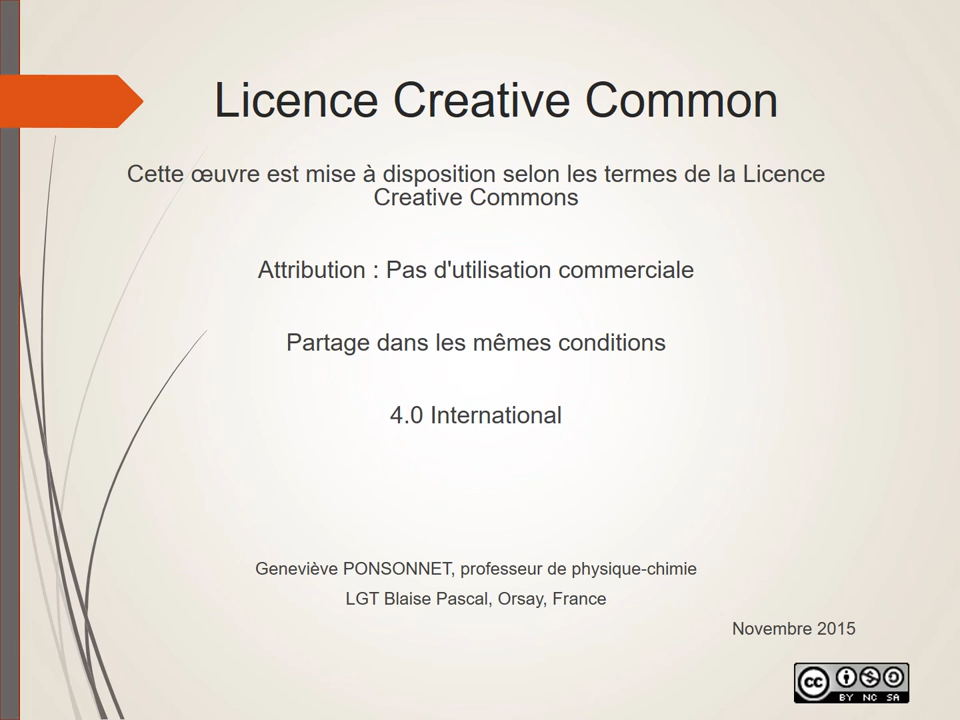 Licence Creative Common
Cette œuvre est mise à disposition selon les termes de la Licence
Creative Commons
Attribution : Pas d'utilisation commerciale
Partage dans les mêmes conditions
4.0 International
Geneviève PONSONNET, professeur de physique-chimie
LGT Blaise Pascal, Orsay, France
Novembre 2015
cc
BY NC SA